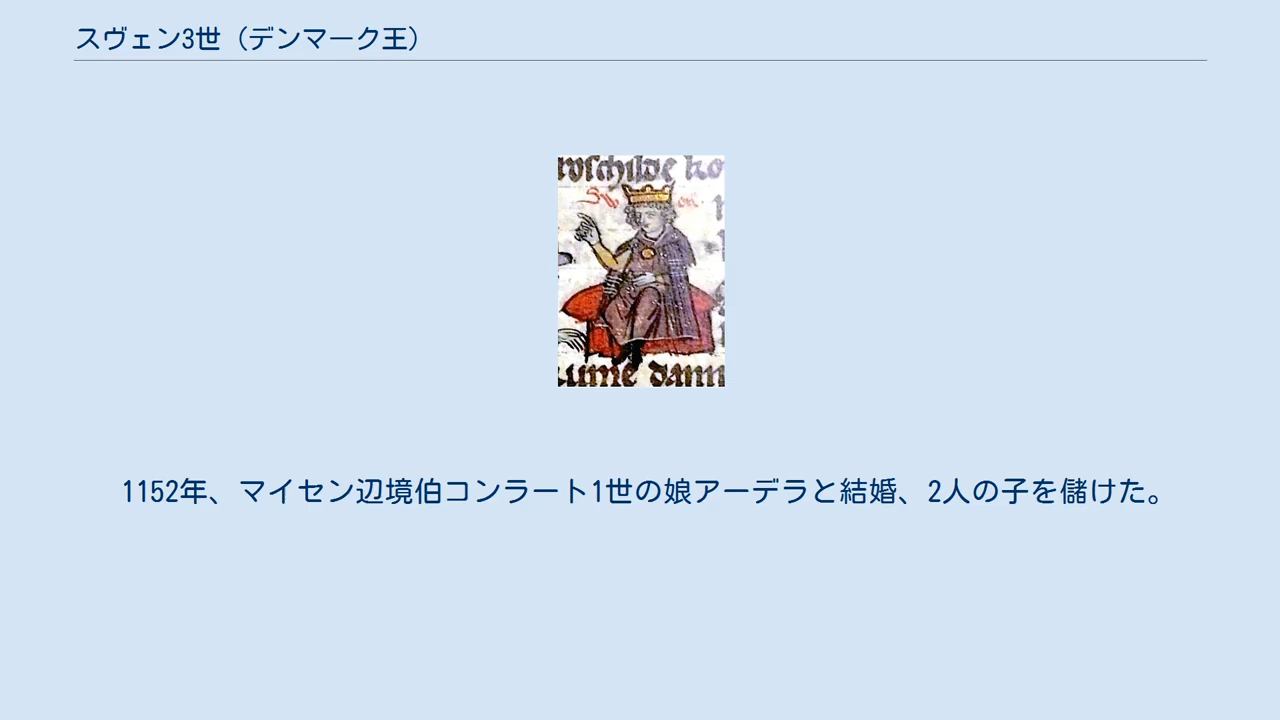 スヴェン3世（デンマーク王）
1152年、マイセン辺境伯コンラート1世の娘アーデラと結婚、2人の子を儲けた。